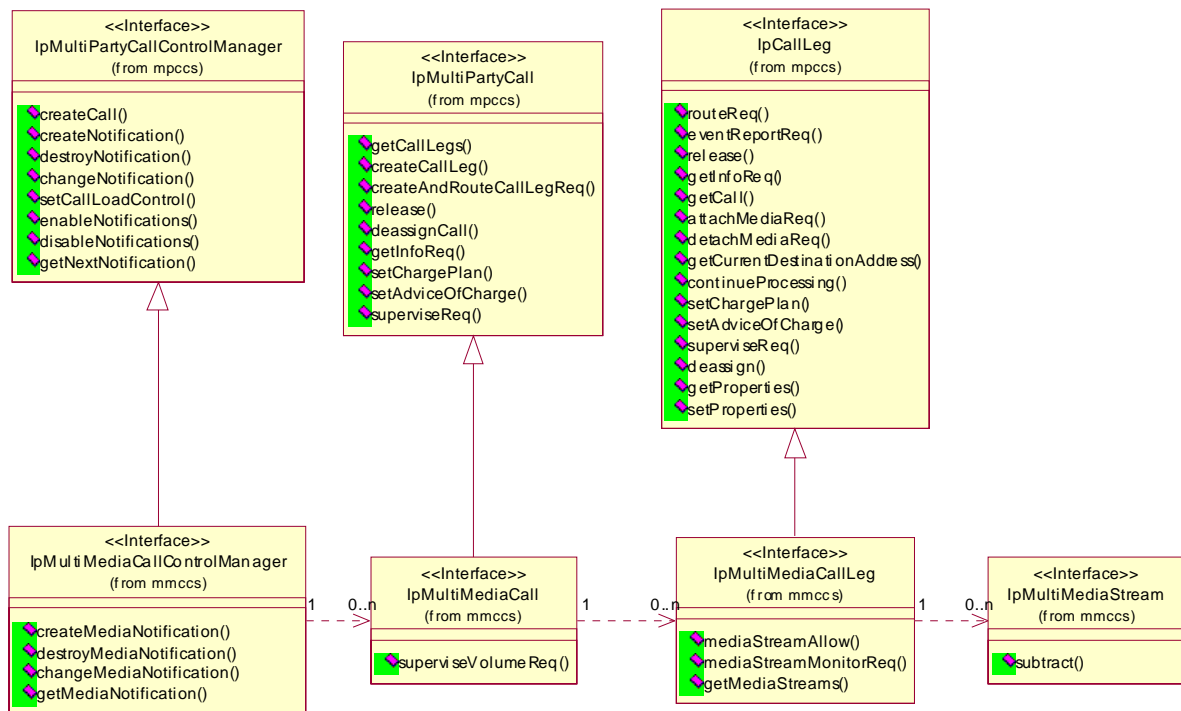 <<Interface>>
IpMultiPartyCallControlManager
(from mpccs)
createCall()
createNotification()
destroyNotification()
changeNotification()
setCallLoadControl()
enableNotifications()
disableNotifications()
getNextNotification()
<<Interface>>
IpMultiPartyCall
(from mpccs)
getCallLegs()
createCallLeg()
createAndRouteCallLegReq()
release()
deassignCall()
getInfoReq()
setChargePlan()
setAdviceOfCharge()
superviseReq()
<<Interface>>
IpCallLeg
(from mpccs)
routeReq()
eventReportReq()
release()
getInfoReq()
getCall()
attachMediaReq()
detachMediaReq()
getCurrentDestinationAddress()
continueProcessing()
setChargePlan()
setAdviceOfCharge()
superviseReq()
deassign()
getProperties()
setProperties()
<<Interface>>
IpMultiMediaCallControlManager
(from mmccs)
createMediaNotification()
destroyMediaNotification()
changeMediaNotification()
getMediaNotification()
1
0..n
<<Interface>>
IpMultiMediaCall
(from mmccs)
superviseVolumeReq()
1
0..n
<<Interface>>
IpMultiMediaCallLeg
(from mmccs)
mediaStreamAllow()
mediaStreamMonitorReq()
getMediaStreams()
1
0..n
<<Interface>>
IpMultiMediaStream
(from mmccs)
subtract()